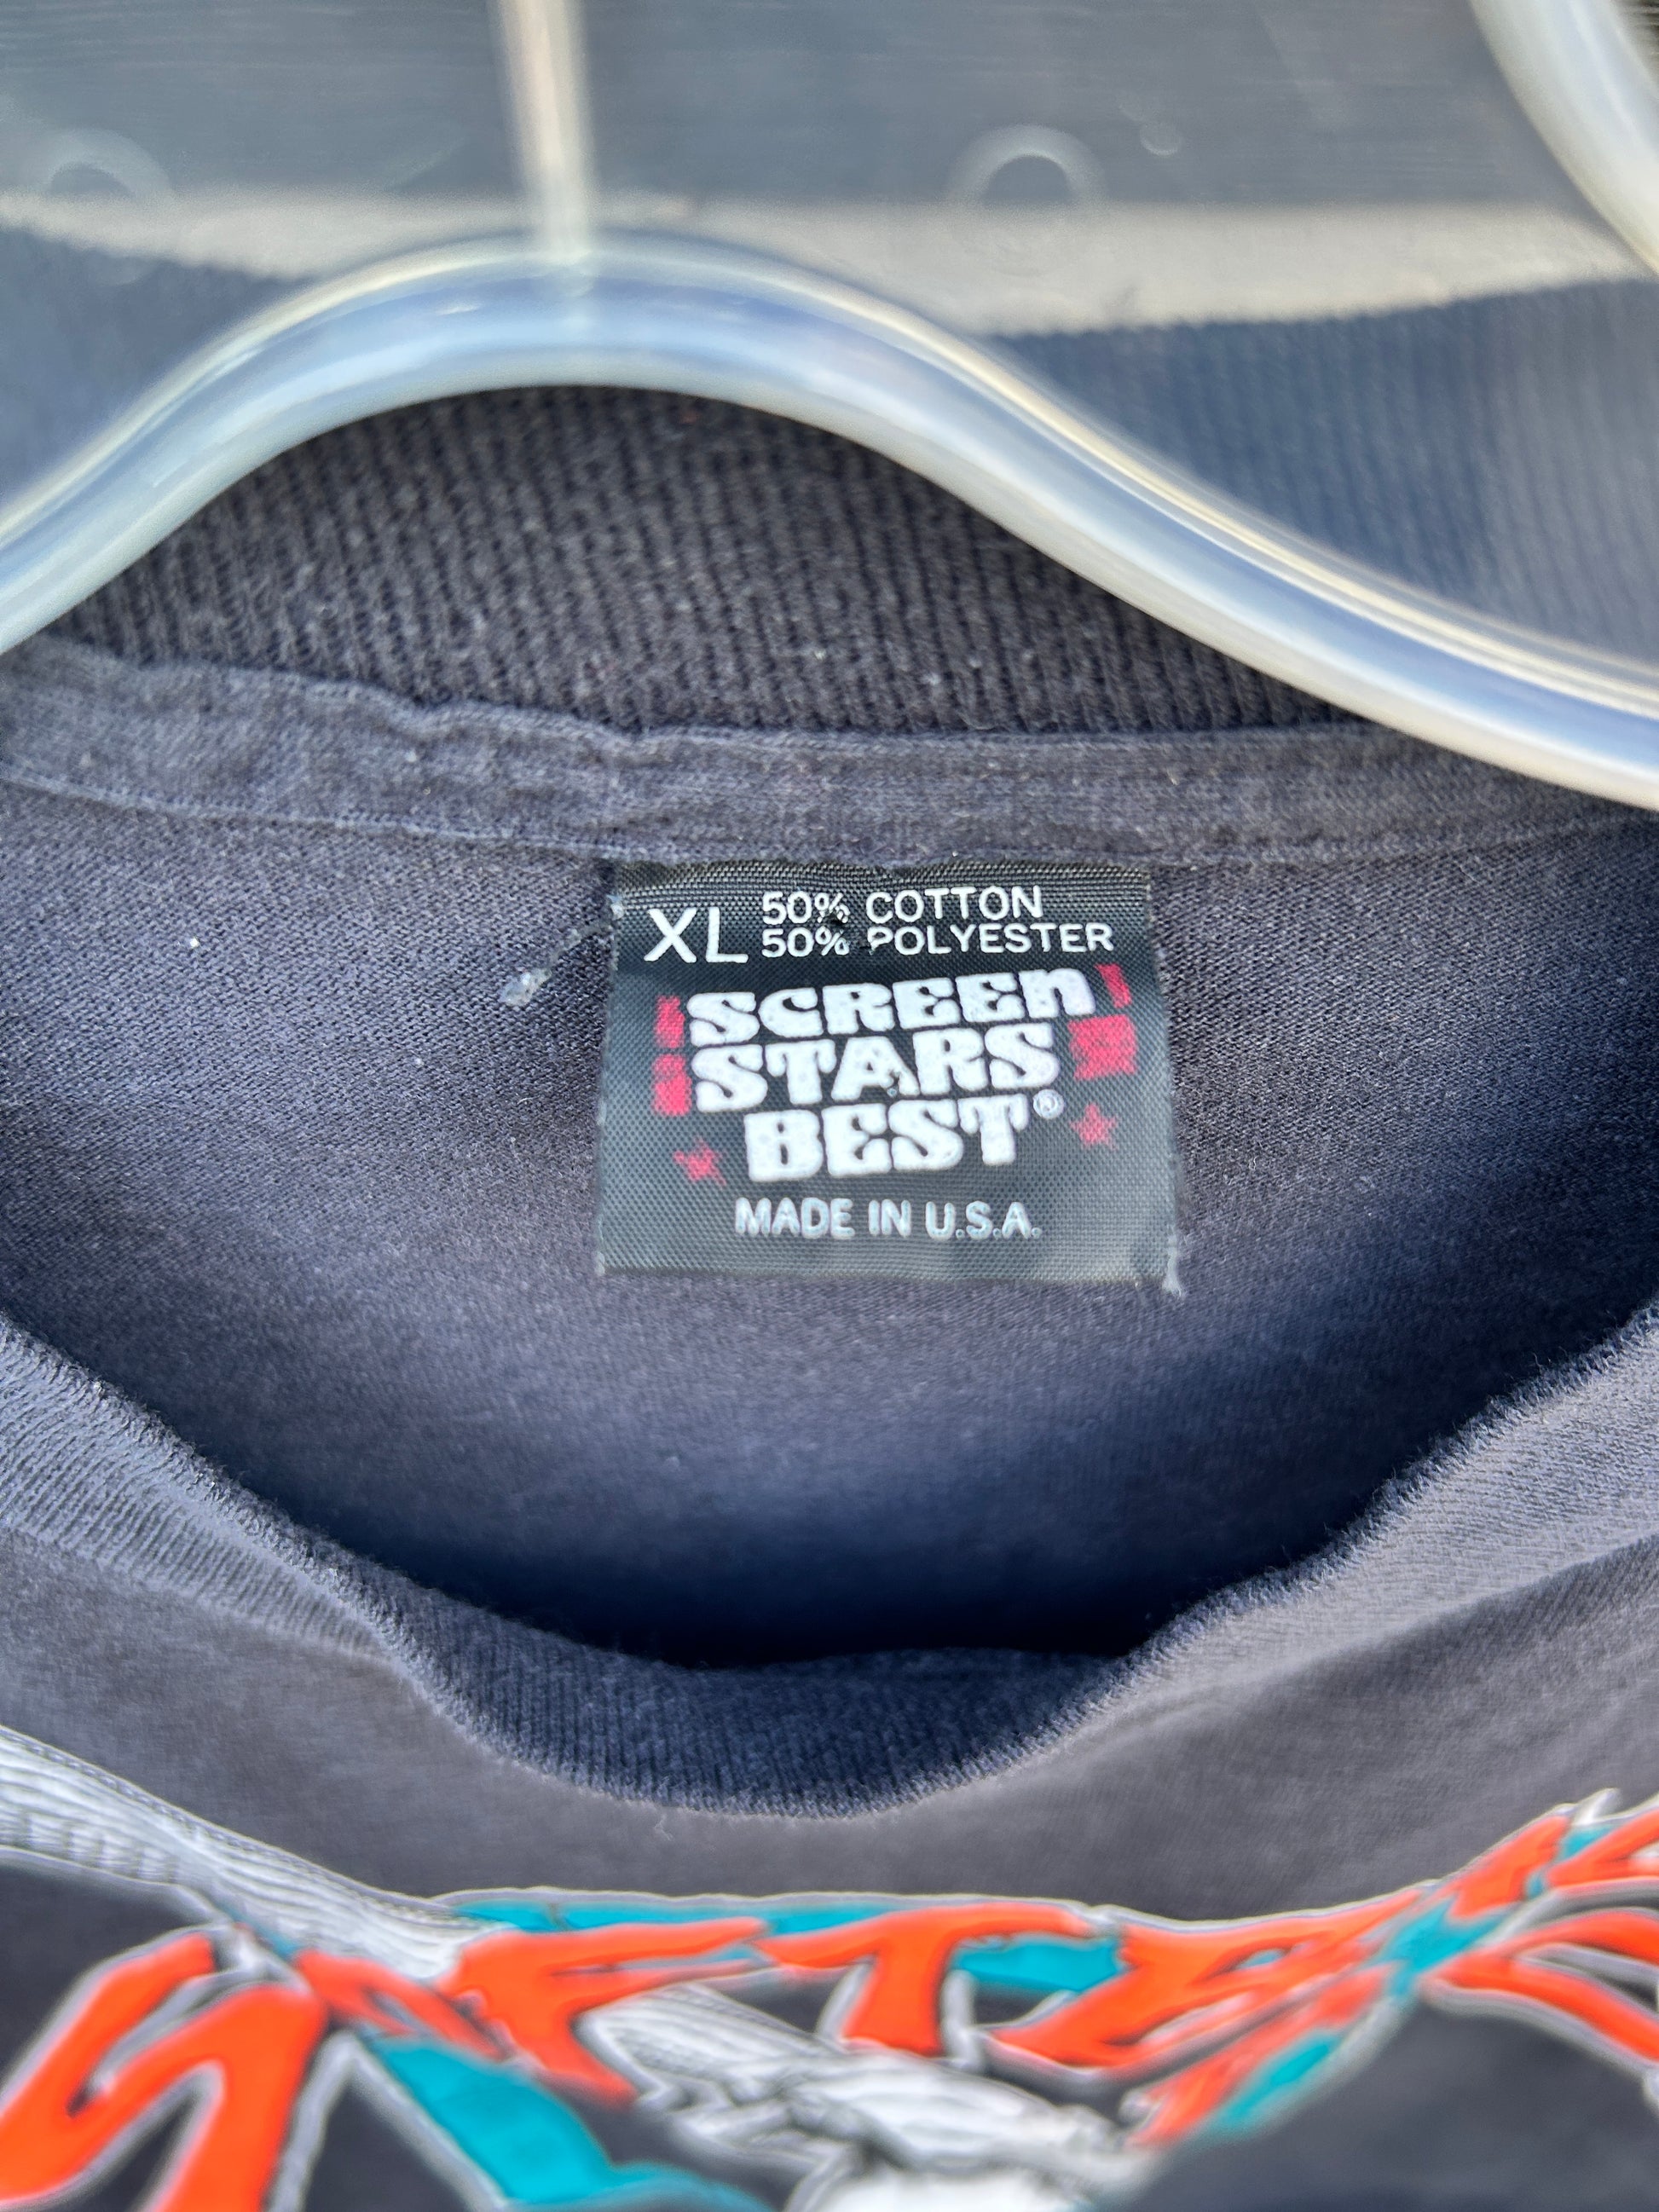 XL 50% COTTON
50% POLYESTER
SCREEN
STARS
BEST®
MADE IN U.S.A.